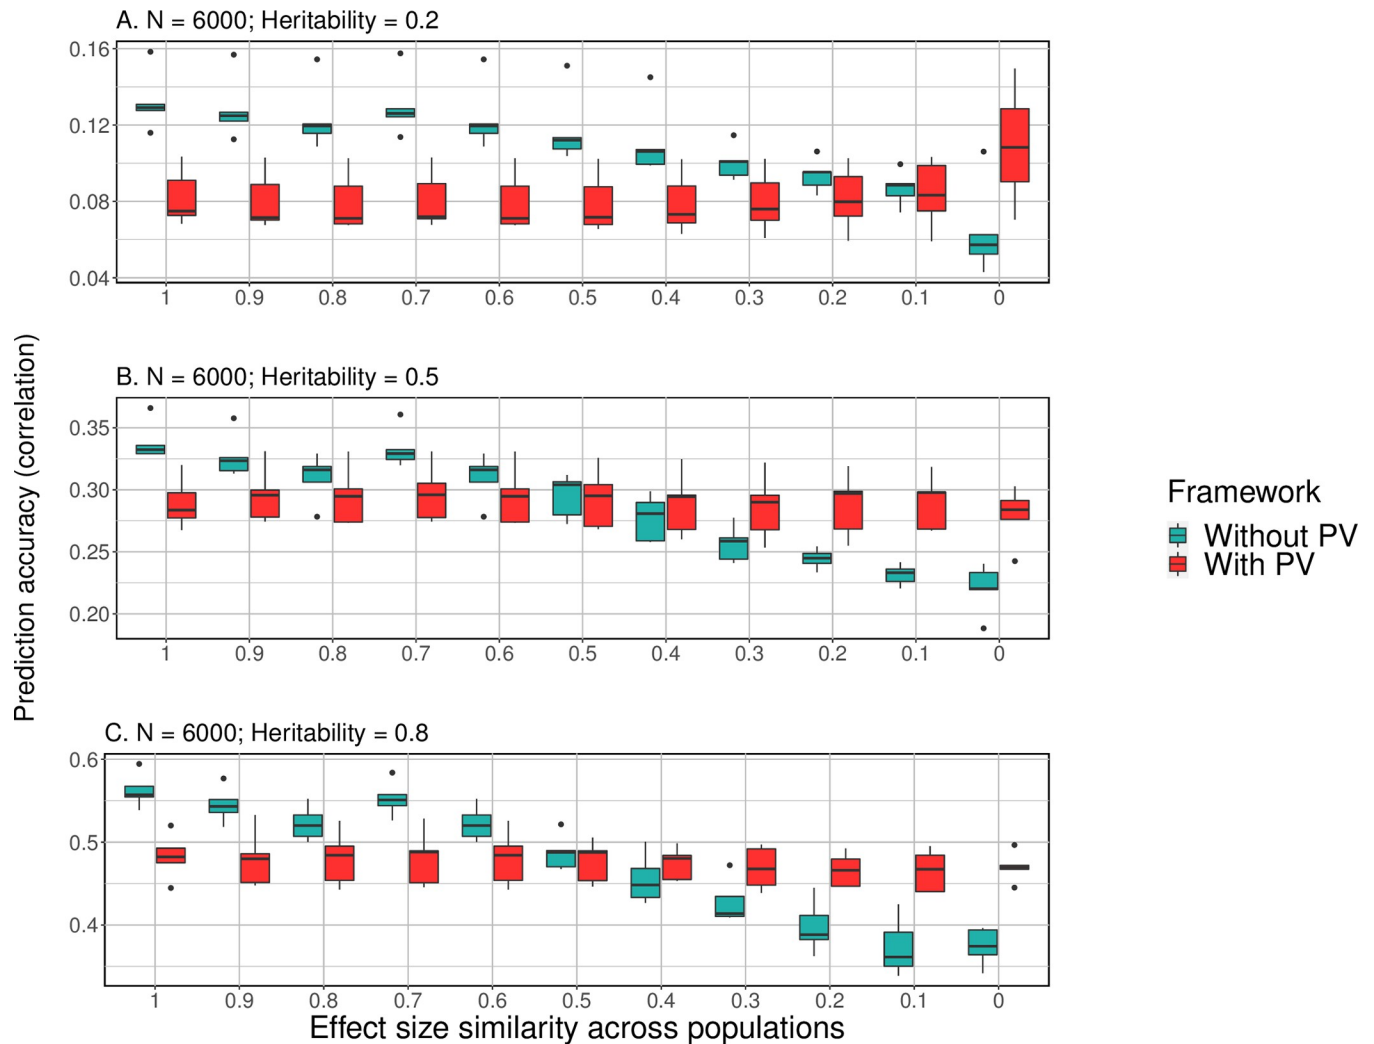 A. N = 6000; Heritability = 0.2
0.16
0.12
0.08
0.04
1 0.9 0.8 0.7 0.6 0.5 0.4 0.3 0.2 0.1 0
Prediction accuracy (correlation)
B. N = 6000; Heritability = 0.5
0.35
0.30
0.25
0.20
1 0.9 0.8 0.7 0.6 0.5 0.4 0.3 0.2 0.1 0
C. N = 6000; Heritability = 0.8
0.6
0.5
0.4
1 0.9 0.8 0.7 0.6 0.5 0.4 0.3 0.2 0.1 0
Effect size similarity across populations
Framework
Without PV
With PV